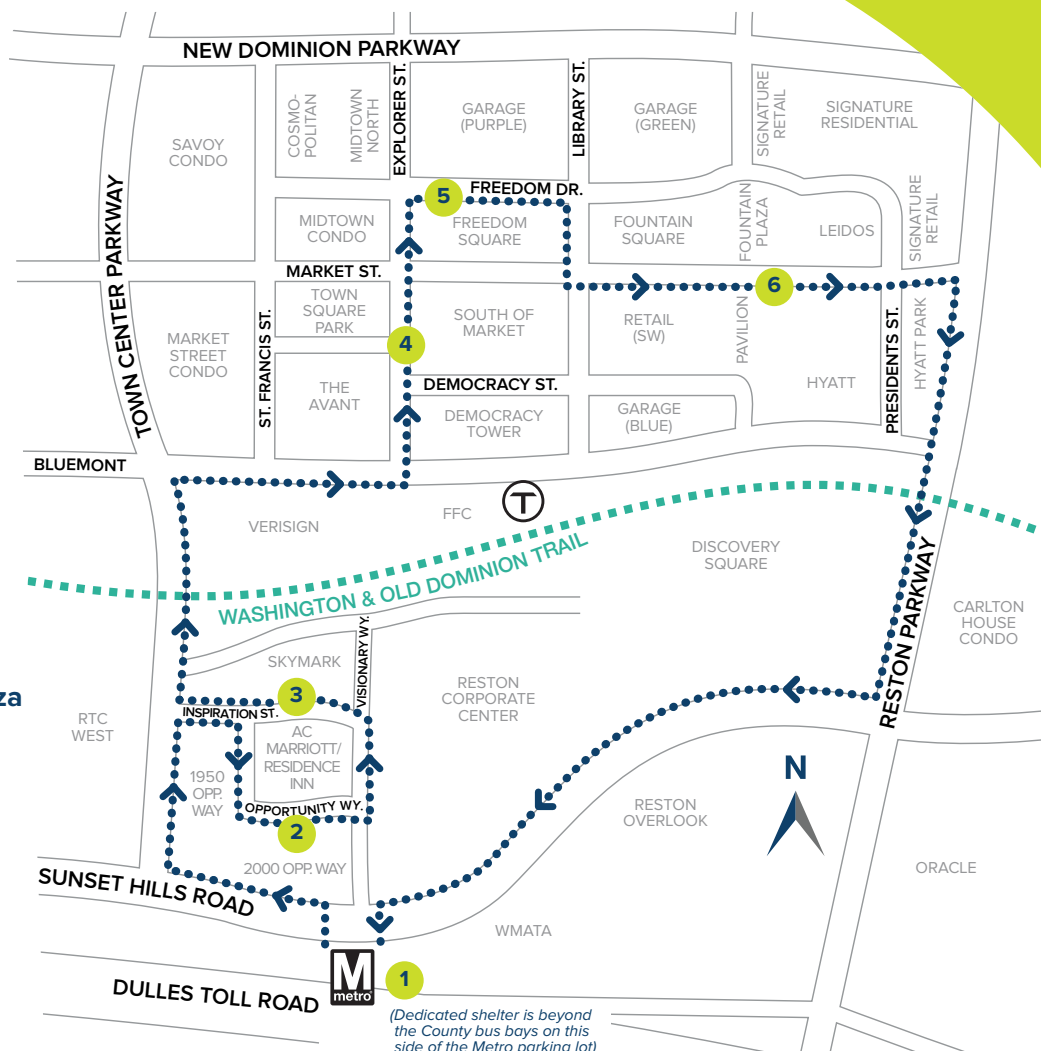 NEW DOMINION PARKWAY
EXPLORER ST.
LIBRARY ST.
COSMO-
POLITAN
MIDTOWN
NORTH
GARAGE
(PURPLE)
GARAGE
(GREEN)
SIGNATURE
RETAIL
SIGNATURE
RESIDENTIAL
SAVOY
CONDO
TOWN CENTER PARKWAY
5
FREEDOM DR.
MIDTOWN
CONDO
FREEDOM
SQUARE
FOUNTAIN
SQUARE
FOUNTAIN
PLAZA
LEIDOS
SIGNATURE
RETAIL
MARKET ST.
6
TOWN
SQUARE
PARK
SOUTH OF
MARKET
RETAIL
(SW)
PAVILION
PRESIDENTS ST.
HYATT PARK
MARKET
STREET
CONDO
ST. FRANCIS ST.
4
THE
AVANT
DEMOCRACY ST.
HYATT
DEMOCRACY
TOWER
GARAGE
(BLUE)
BLUEMONT
VERISIGN
FFC
T
DISCOVERY
SQUARE
WASHINGTON & OLD DOMINION TRAIL
RESTON PARKWAY
CARLTON
HOUSE
CONDO
SKYMARK
VISIONARY WY.
3
RESTON
CORPORATE
CENTER
za
INSPIRATION ST.
RTC
WEST
AC
MARRIOTT/
RESIDENCE
INN
1950
OPP.
WAY
OPPORTUNITY WY.
2
N
RESTON
OVERLOOK
2000 OPP. WAY
ORACLE
SUNSET HILLS ROAD
WMATA
DULLES TOLL ROAD
M
metro
1
(Dedicated shelter is beyond
the County bus bays on this
side of the Metro parking lot)